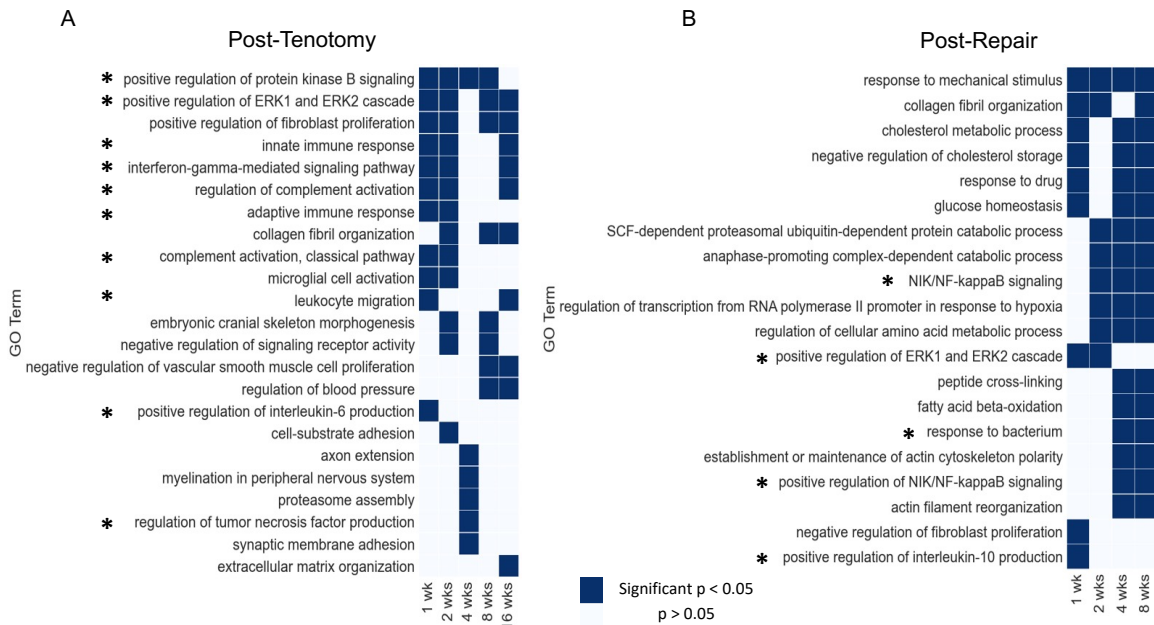 A
Post-Tenotomy
GO Term
* positive regulation of protein kinase B signaling
* positive regulation of ERK1 and ERK2 cascade
positive regulation of fibroblast proliferation
* innate immune response
* interferon-gamma-mediated signaling pathway
* regulation of complement activation
* adaptive immune response
collagen fibril organization
* complement activation, classical pathway
microglial cell activation
* leukocyte migration
embryonic cranial skeleton morphogenesis
negative regulation of signaling receptor activity
negative regulation of vascular smooth muscle cell proliferation
regulation of blood pressure
* positive regulation of interleukin-6 production
cell-substrate adhesion
axon extension
myelination in peripheral nervous system
proteasome assembly
* regulation of tumor necrosis factor production
synaptic membrane adhesion
extracellular matrix organization
1 wk
2 wks
4 wks
8 wks
16 wks
B
Post-Repair
GO Term
response to mechanical stimulus
collagen fibril organization
cholesterol metabolic process
negative regulation of cholesterol storage
response to drug
glucose homeostasis
SCF-dependent proteasomal ubiquitin-dependent protein catabolic process
anaphase-promoting complex-dependent catabolic process
* NIK/NF-kappaB signaling
regulation of transcription from RNA polymerase II promoter in response to hypoxia
regulation of cellular amino acid metabolic process
* positive regulation of ERK1 and ERK2 cascade
peptide cross-linking
fatty acid beta-oxidation
* response to bacterium
establishment or maintenance of actin cytoskeleton polarity
* positive regulation of NIK/NF-kappaB signaling
actin filament reorganization
negative regulation of fibroblast proliferation
* positive regulation of interleukin-10 production
1 wk
2 wks
4 wks
8 wks
Significant p < 0.05
p > 0.05